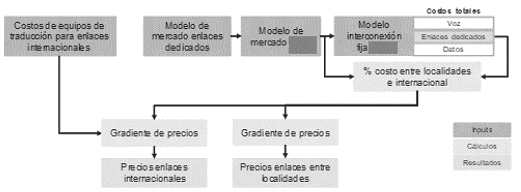 Costos de equipos de
traducción para enlaces
internacionales
Modelo de
mercado enlaces
dedicados
Modelo de
mercado
Modelo
interconexión
fija
Costos totales
Voz
Enlaces dedicados
Datos
% costo entre localidades
e internacional
Gradiente de precios
Gradiente de precios
Precios enlaces
internacionales
Precios enlaces entre
localidades
Inputs
Cálculos
Resultados